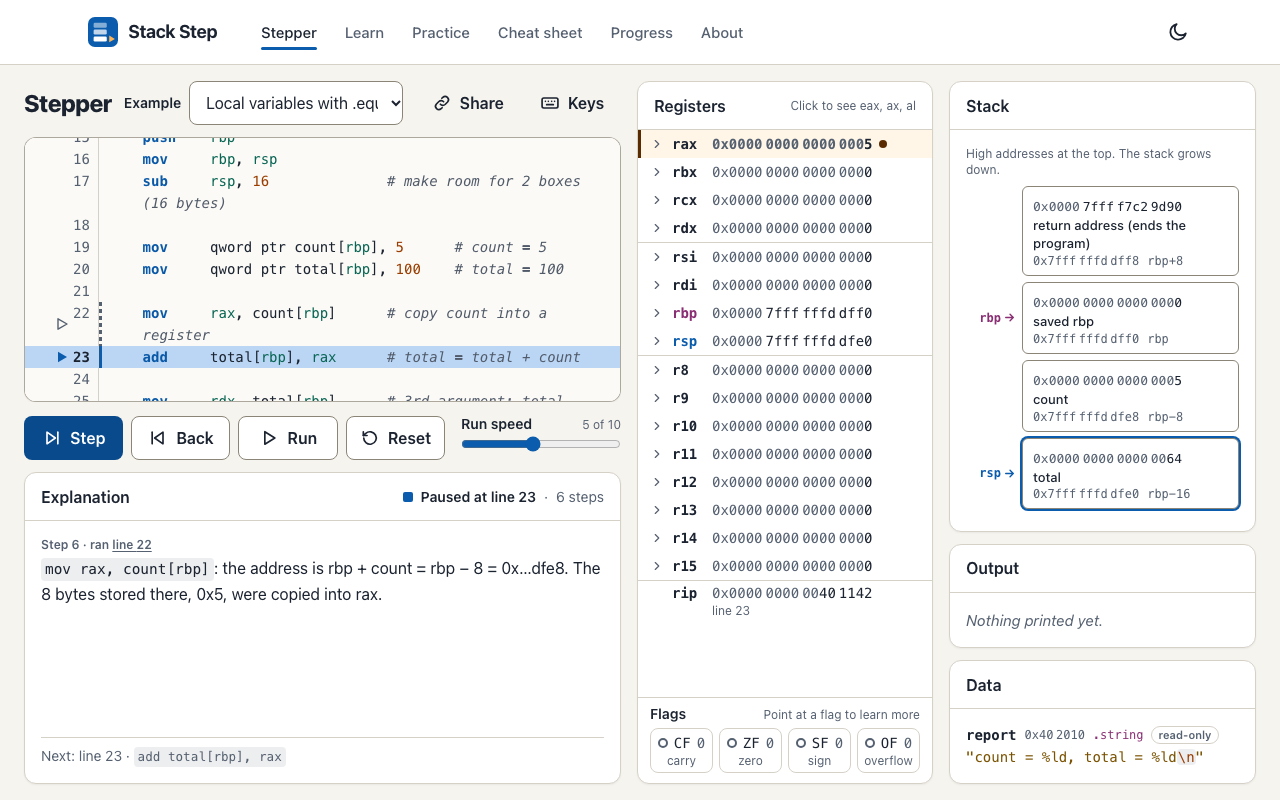 Stack Step
Stepper
Learn
Practice
Cheat sheet
Progress
About
Stepper
Example
Local variables with .equ
Share
Keys
15 push rbp
16 mov rbp, rsp
17 sub rsp, 16 # make room for 2 boxes
(16 bytes)
18
19 mov qword ptr count[rbp], 5 # count = 5
20 mov qword ptr total[rbp], 100 # total = 100
21
22 mov rax, count[rbp] # copy count into a
register
23 add total[rbp], rax # total = total + count
24
25 mov rdx, total[rbp] # 3rd argument: total
Step
Back
Run
Reset
Run speed
5 of 10
Explanation
Paused at line 23 · 6 steps
Step 6 · ran line 22
mov rax, count[rbp]: the address is rbp + count = rbp − 8 = 0x…dfe8. The
8 bytes stored there, 0x5, were copied into rax.
Next: line 23 · add total[rbp], rax
Registers
Click to see eax, ax, al
rax 0x0000 0000 0000 0005
rbx 0x0000 0000 0000 0000
rcx 0x0000 0000 0000 0000
rdx 0x0000 0000 0000 0000
rsi 0x0000 0000 0000 0000
rdi 0x0000 0000 0000 0000
rbp 0x0000 7fff fffd dff0
rsp 0x0000 7fff fffd dfe0
r8 0x0000 0000 0000 0000
r9 0x0000 0000 0000 0000
r10 0x0000 0000 0000 0000
r11 0x0000 0000 0000 0000
r12 0x0000 0000 0000 0000
r13 0x0000 0000 0000 0000
r14 0x0000 0000 0000 0000
r15 0x0000 0000 0000 0000
rip 0x0000 0000 0040 1142
line 23
Flags
Point at a flag to learn more
CF 0
carry
ZF 0
zero
SF 0
sign
OF 0
overflow
Stack
High addresses at the top. The stack grows
down.
0x0000 7fff f7c2 9d90
return address (ends the
program)
0x7fff fffd dff8 rbp+8
rbp →
0x0000 0000 0000 0000
saved rbp
0x7fff fffd dff0 rbp
0x0000 0000 0000 0005
count
0x7fff fffd dfe8 rbp−8
rsp →
0x0000 0000 0000 0064
total
0x7fff fffd dfe0 rbp−16
Output
Nothing printed yet.
Data
report 0x40 2010 .string read-only
"count = %ld, total = %ld\n"